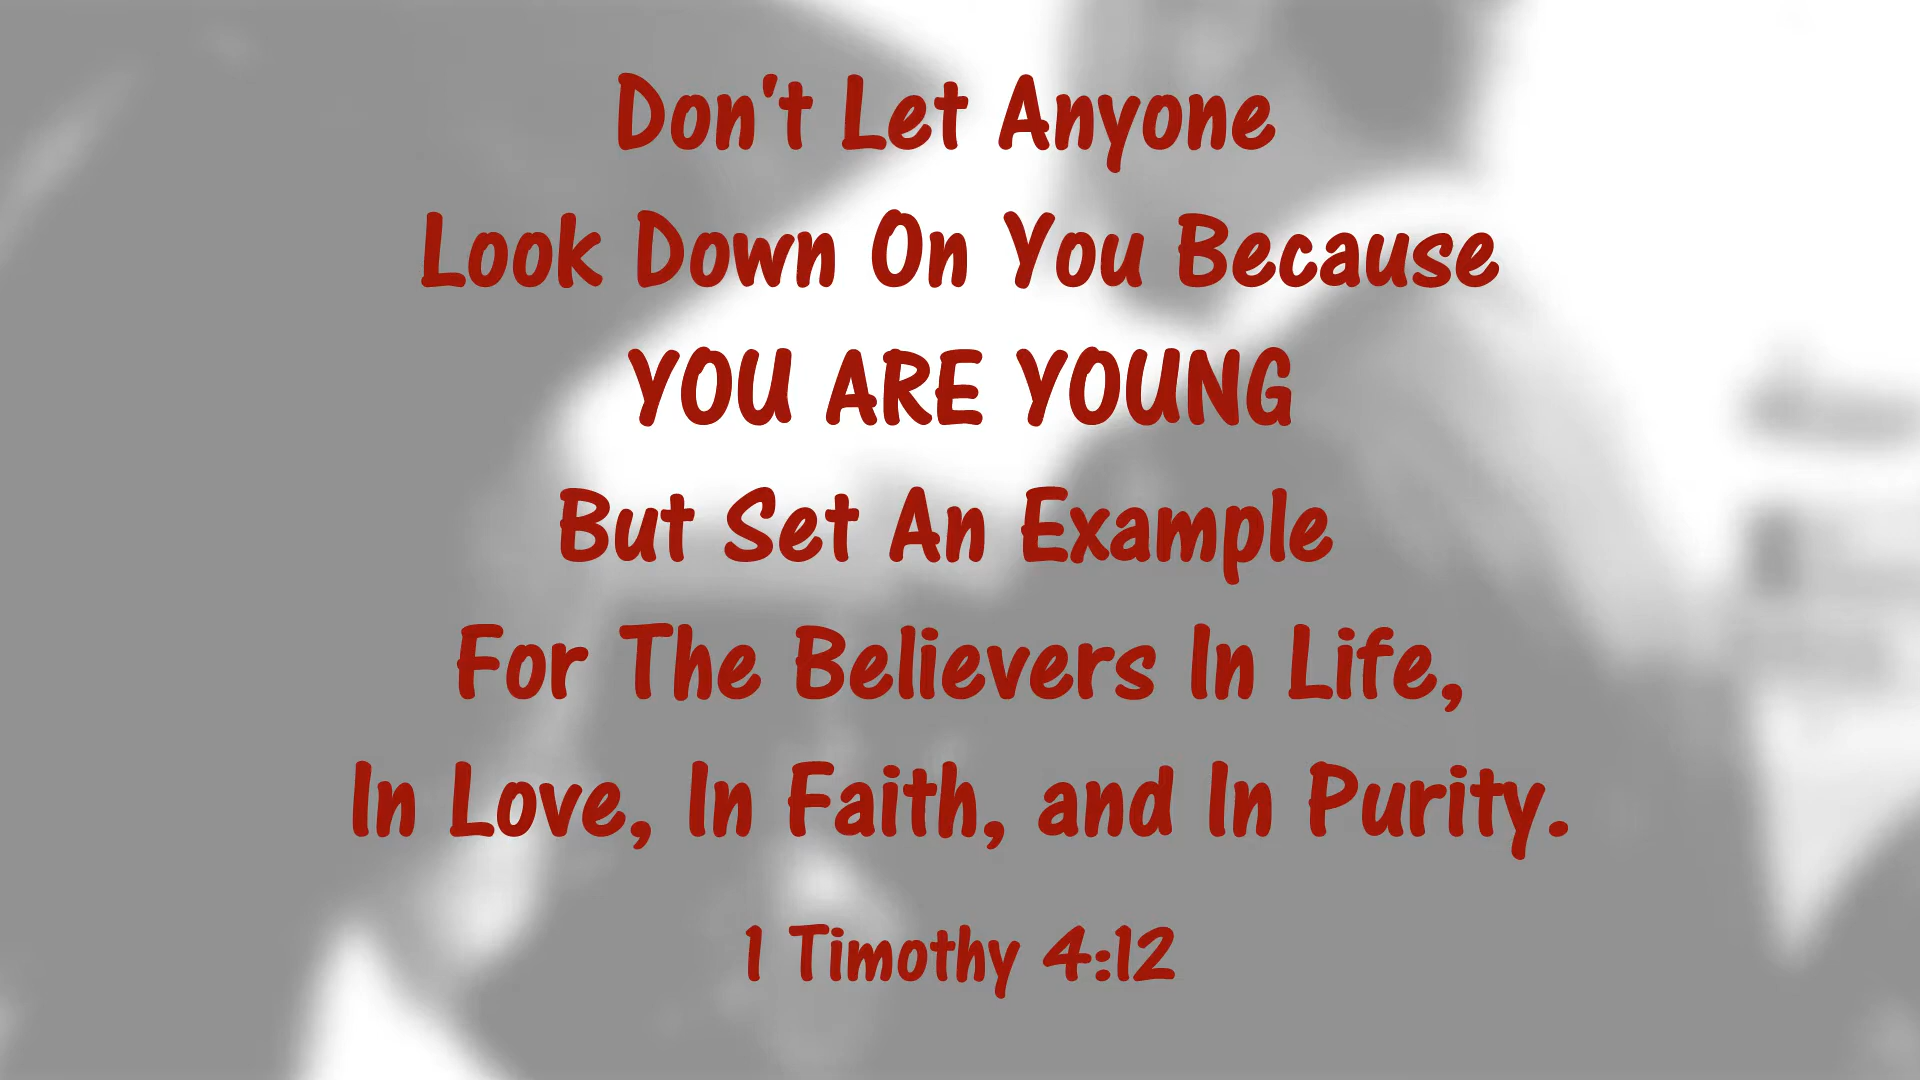 Don't Let Anyone
Look Down On You Because
YOU ARE YOUNG
But Set An Example
For The Believers In Life,
In Love, In Faith, and In Purity.
1 Timothy 4:12